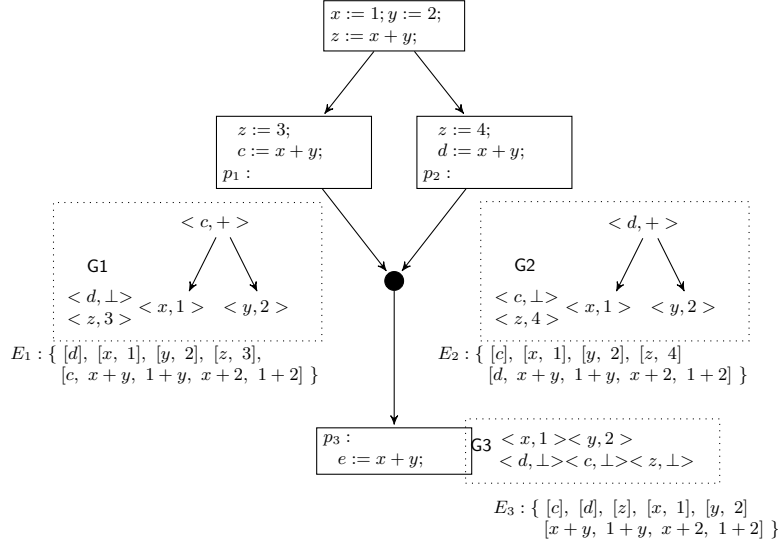 x := 1; y := 2;
z := x + y;
z := 3;
c := x + y;
p₁ :
z := 4;
d := x + y;
p₂ :
< c, + >
G1
< d, ⊥>
< z, 3 >
< x, 1 >
< y, 2 >
E₁ : { [d], [x, 1], [y, 2], [z, 3],
[c, x + y, 1 + y, x + 2, 1 + 2] }
< d, + >
G2
< c, ⊥>
< z, 4 >
< x, 1 >
< y, 2 >
E₂ : { [c], [x, 1], [y, 2], [z, 4]
[d, x + y, 1 + y, x + 2, 1 + 2] }
p₃ :
e := x + y;
G3
< x, 1 >< y, 2 >
< d, ⊥>< c, ⊥>< z, ⊥>
E₃ : { [c], [d], [z], [x, 1], [y, 2]
[x + y, 1 + y, x + 2, 1 + 2] }